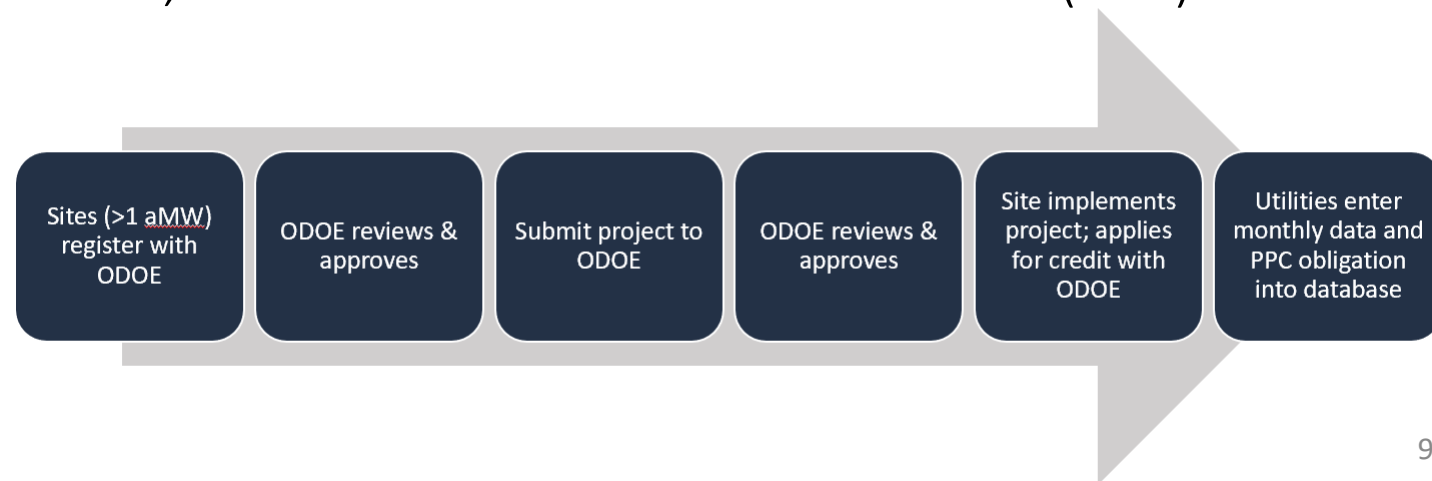 Sites (>1 aMW)
register with
ODOE
ODOE reviews &
approves
Submit project to
ODOE
ODOE reviews &
approves
Site implements
project; applies
for credit with
ODOE
Utilities enter
monthly data and
PPC obligation
into database
9